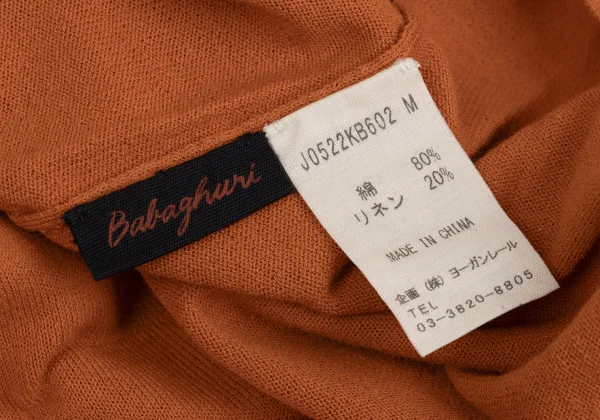 Babaghuri
J0522KB602 M
綿 80%
リネン 20%
MADE IN CHINA
企画 (株) ヨーガンレール
TEL
03-3820-8805